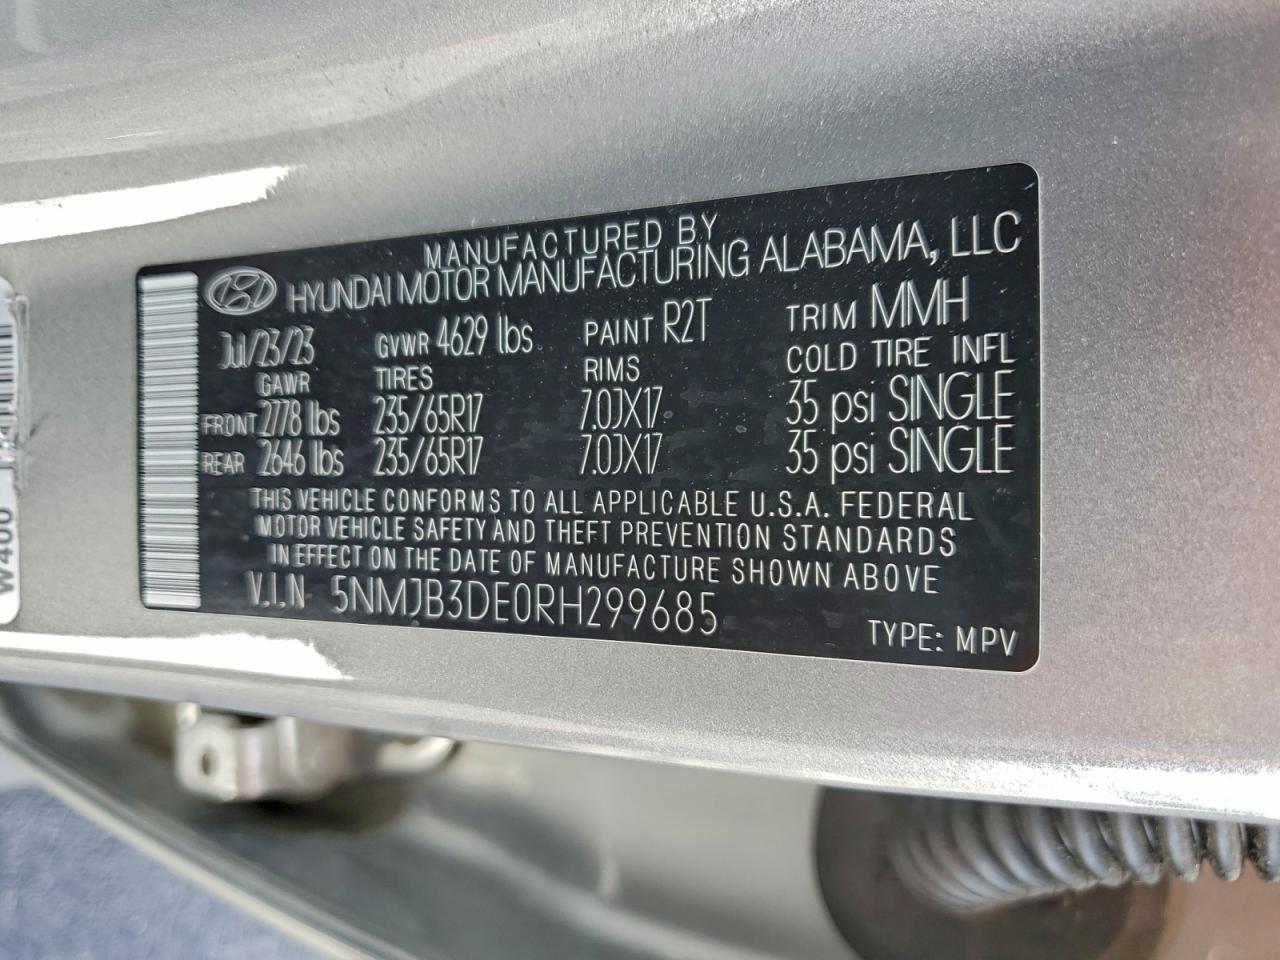 MANUFACTURED BY
HYUNDAI MOTOR MANUFACTURING ALABAMA, LLC
Jul/23/23 GVWR 4629 lbs PAINT R2T TRIM MMH
GAWR TIRES RIMS COLD TIRE INFL
FRONT 2778 lbs 235/65R17 7.0JX17 35 psi SINGLE
REAR 2646 lbs 235/65R17 7.0JX17 35 psi SINGLE
THIS VEHICLE CONFORMS TO ALL APPLICABLE U.S.A. FEDERAL
MOTOR VEHICLE SAFETY AND THEFT PREVENTION STANDARDS
IN EFFECT ON THE DATE OF MANUFACTURE SHOWN ABOVE
V.I.N 5NMJB3DE0RH299685
TYPE: MPV
W400